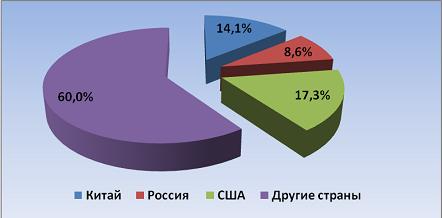 14,1%
8,6%
17,3%
60,0%
Китай Россия США Другие страны